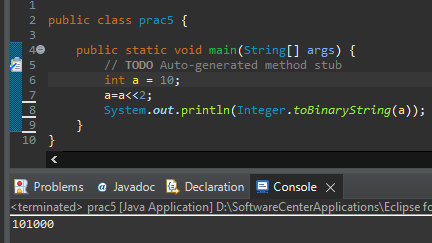 1
2 public class prac5 {
3
4 public static void main(String[] args) {
5 // TODO Auto-generated method stub
6 int a = 10;
7 a=a<<2;
8 System.out.println(Integer.toBinaryString(a));
9 }
10 }
Problems @ Javadoc Declaration Console
<terminated> prac5 [Java Application] D:\SoftwareCenterApplications\Eclipse fo
101000